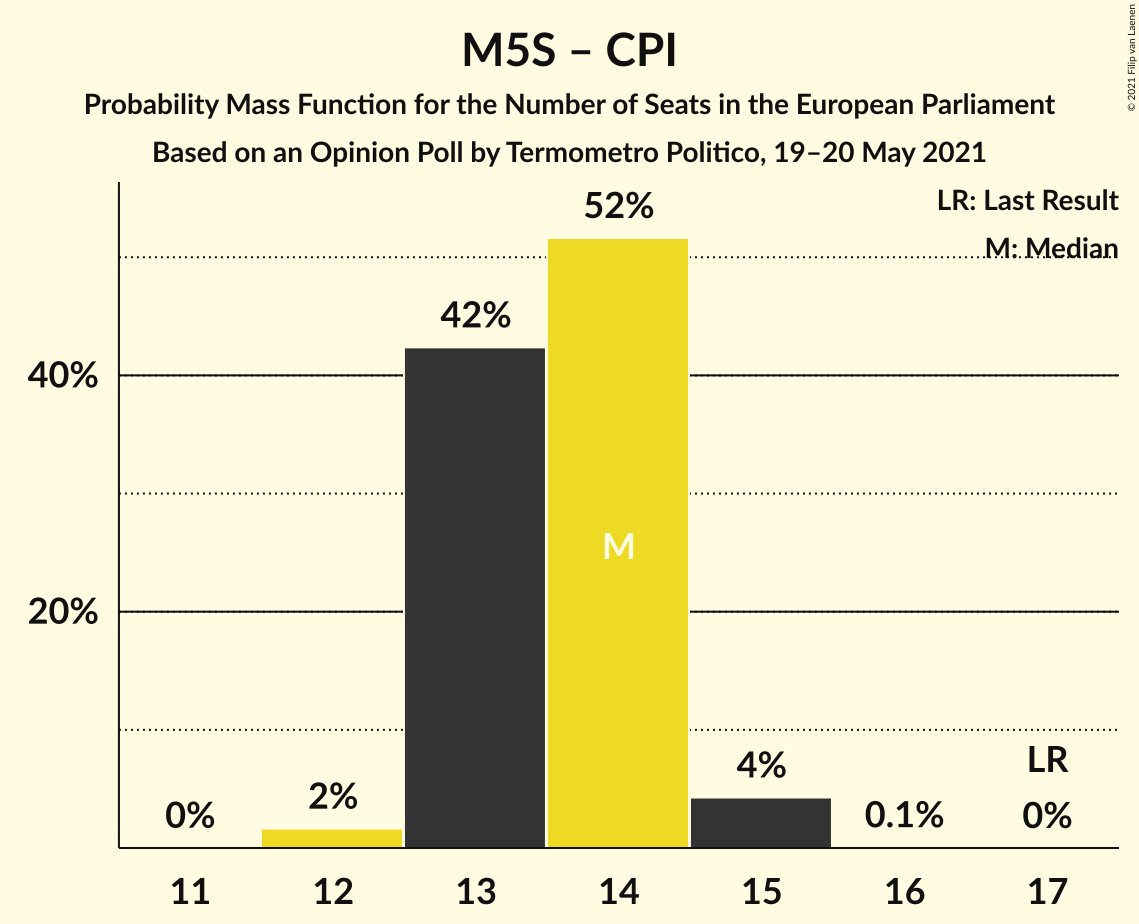 M5S – CPI
Probability Mass Function for the Number of Seats in the European Parliament
Based on an Opinion Poll by Termometro Politico, 19–20 May 2021
© 2021 Filip van Laenen
LR: Last Result
M: Median
52%
42%
40%
M
20%
LR
4%
2%
0%
0.1%
0%
11 12 13 14 15 16 17